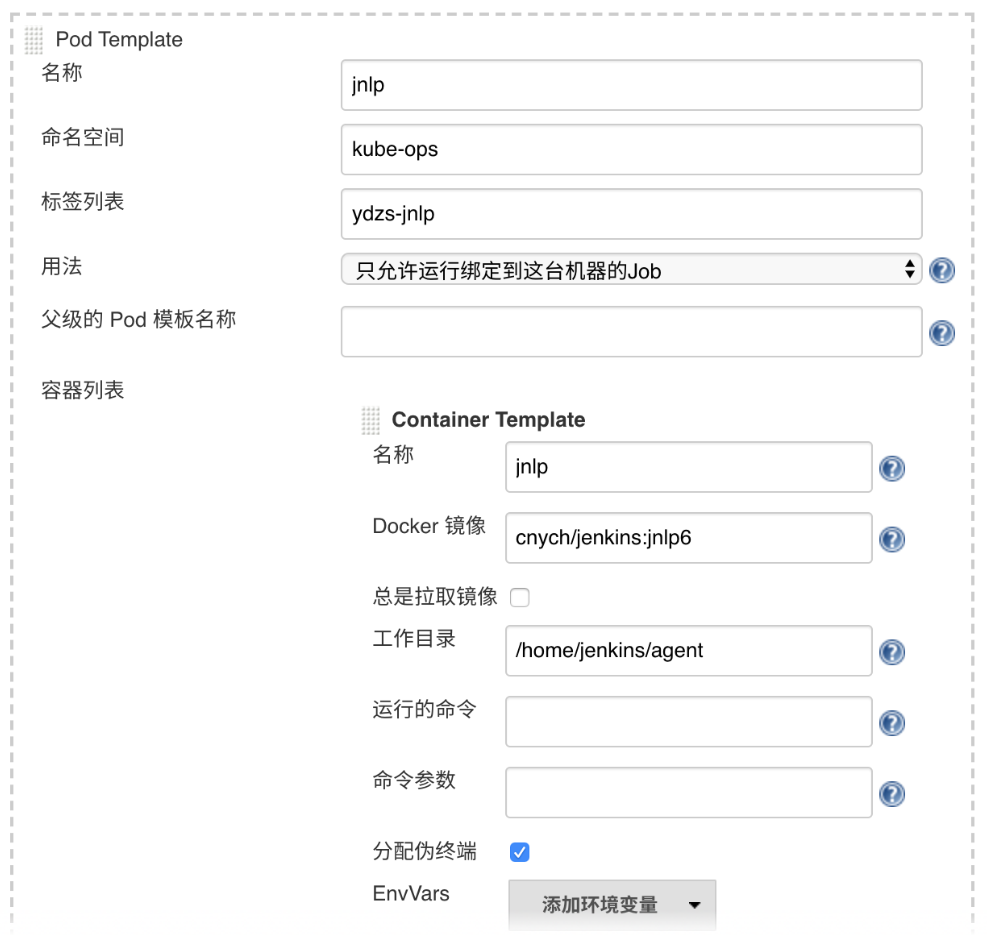 Pod Template
名称
jnlp
命名空间
kube-ops
标签列表
ydzs-jnlp
用法
只允许运行绑定到这台机器的Job
父级的 Pod 模板名称
容器列表
Container Template
名称
jnlp
Docker 镜像
cnych/jenkins:jnlp6
总是拉取镜像
工作目录
/home/jenkins/agent
运行的命令
命令参数
分配伪终端
EnvVars
添加环境变量